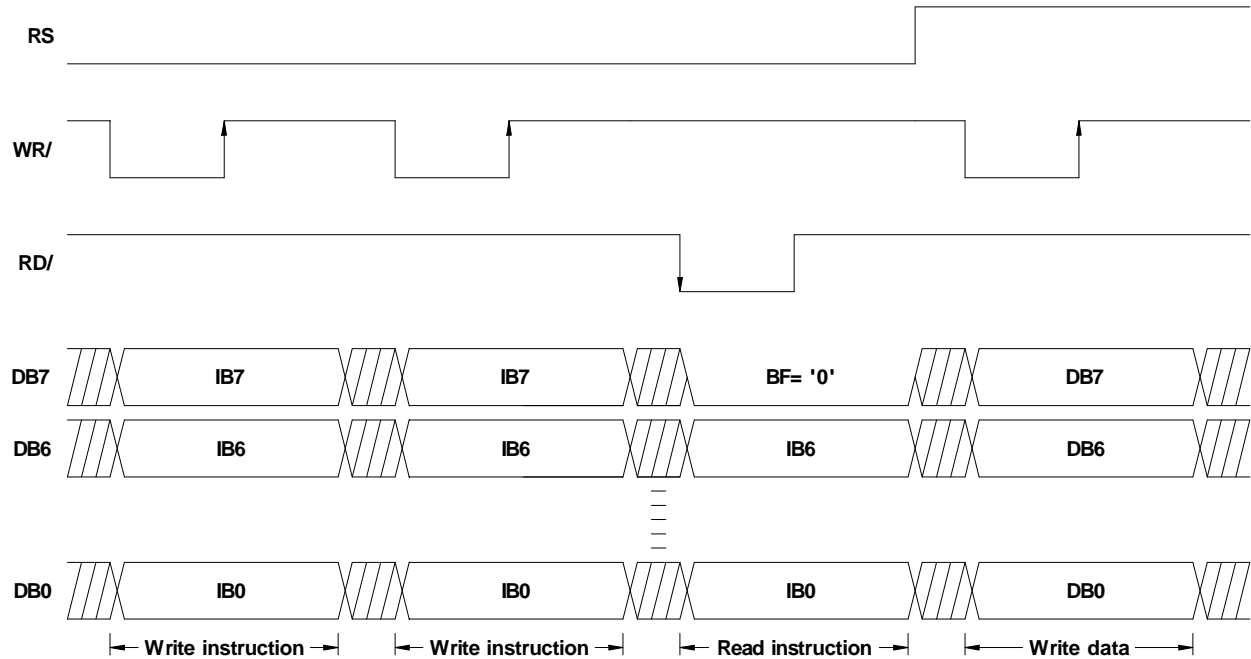 RS
WR/
RD/
DB7 IB7 IB7 BF= '0' DB7
DB6 IB6 IB6 IB6 DB6
DB0 IB0 IB0 IB0 DB0
Write instruction Write instruction Read instruction Write data